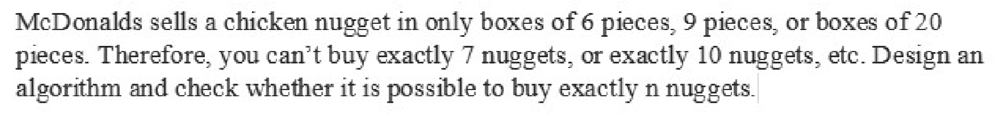 McDonalds sells a chicken nugget in only boxes of 6 pieces, 9 pieces, or boxes of 20
pieces. Therefore, you can’t buy exactly 7 nuggets, or exactly 10 nuggets, etc. Design an
algorithm and check whether it is possible to buy exactly n nuggets.